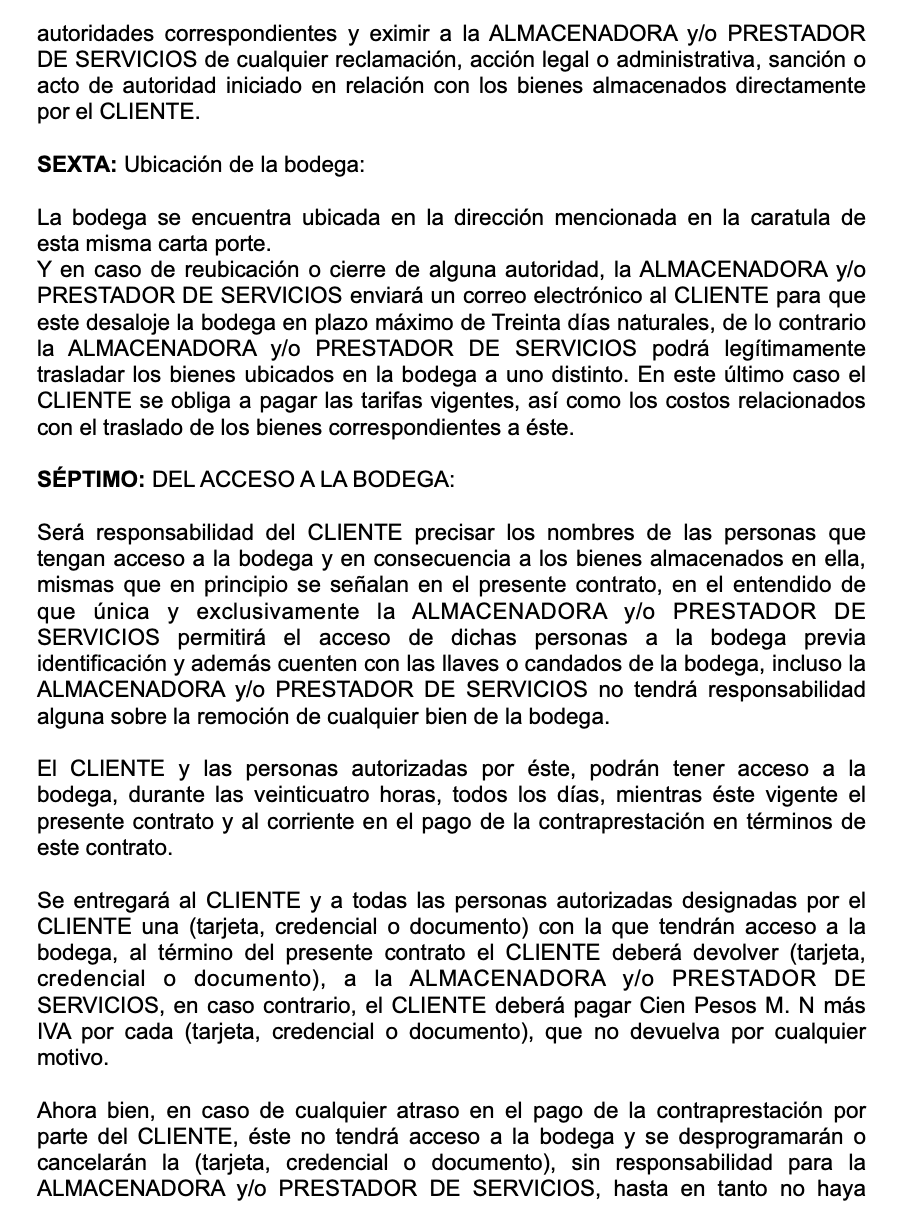 autoridades correspondientes y eximir a la ALMACENADORA y/o PRESTADOR
DE SERVICIOS de cualquier reclamación, acción legal o administrativa, sanción o
acto de autoridad iniciado en relación con los bienes almacenados directamente
por el CLIENTE.
SEXTA: Ubicación de la bodega:
La bodega se encuentra ubicada en la dirección mencionada en la caratula de
esta misma carta porte.
Y en caso de reubicación o cierre de alguna autoridad, la ALMACENADORA y/o
PRESTADOR DE SERVICIOS enviará un correo electrónico al CLIENTE para que
este desaloje la bodega en plazo máximo de Treinta días naturales, de lo contrario
la ALMACENADORA y/o PRESTADOR DE SERVICIOS podrá legítimamente
trasladar los bienes ubicados en la bodega a uno distinto. En este último caso el
CLIENTE se obliga a pagar las tarifas vigentes, así como los costos relacionados
con el traslado de los bienes correspondientes a éste.
SÉPTIMO: DEL ACCESO A LA BODEGA:
Será responsabilidad del CLIENTE precisar los nombres de las personas que
tengan acceso a la bodega y en consecuencia a los bienes almacenados en ella,
mismas que en principio se señalan en el presente contrato, en el entendido de
que única y exclusivamente la ALMACENADORA y/o PRESTADOR DE
SERVICIOS permitirá el acceso de dichas personas a la bodega previa
identificación y además cuenten con las llaves o candados de la bodega, incluso la
ALMACENADORA y/o PRESTADOR DE SERVICIOS no tendrá responsabilidad
alguna sobre la remoción de cualquier bien de la bodega.
El CLIENTE y las personas autorizadas por éste, podrán tener acceso a la
bodega, durante las veinticuatro horas, todos los días, mientras éste vigente el
presente contrato y al corriente en el pago de la contraprestación en términos de
este contrato.
Se entregará al CLIENTE y a todas las personas autorizadas designadas por el
CLIENTE una (tarjeta, credencial o documento) con la que tendrán acceso a la
bodega, al término del presente contrato el CLIENTE deberá devolver (tarjeta,
credencial o documento), a la ALMACENADORA y/o PRESTADOR DE
SERVICIOS, en caso contrario, el CLIENTE deberá pagar Cien Pesos M. N más
IVA por cada (tarjeta, credencial o documento), que no devuelva por cualquier
motivo.
Ahora bien, en caso de cualquier atraso en el pago de la contraprestación por
parte del CLIENTE, éste no tendrá acceso a la bodega y se desprogramarán o
cancelarán la (tarjeta, credencial o documento), sin responsabilidad para la
ALMACENADORA y/o PRESTADOR DE SERVICIOS, hasta en tanto no haya